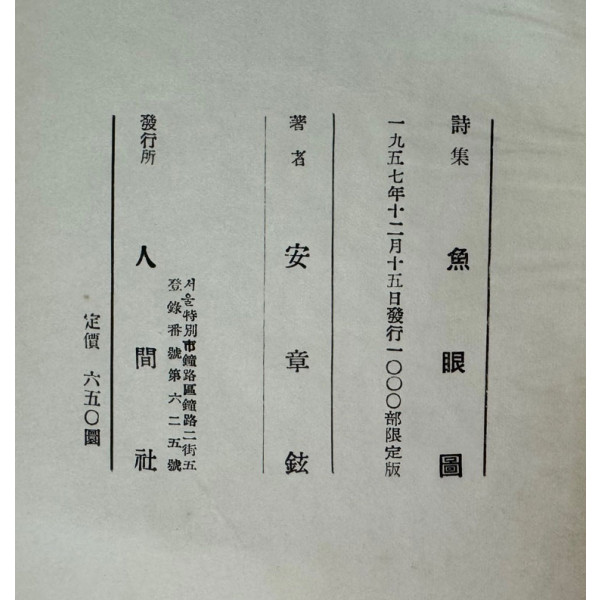 詩集 魚眼圖
一九五七年十二月十五日發行一〇〇〇部限定版
著者 安章鉉
서울特別市鐘路區鐘路二街五
登錄番號第六二五號
發行所 人間社
定價 六五〇圜